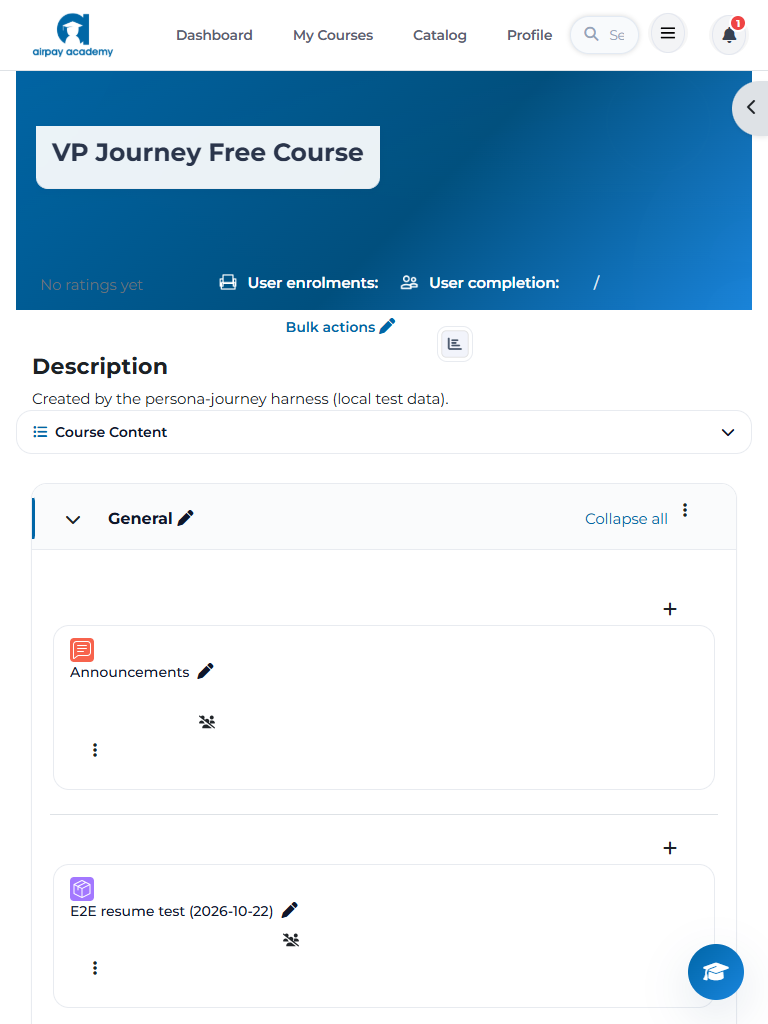 airpay academy
Dashboard
My Courses
Catalog
Profile
Se
1
VP Journey Free Course
No ratings yet
User enrolments:
User completion:
/
Bulk actions
Description
Created by the persona-journey harness (local test data).
Course Content
General
Collapse all
Announcements
E2E resume test (2026-10-22)